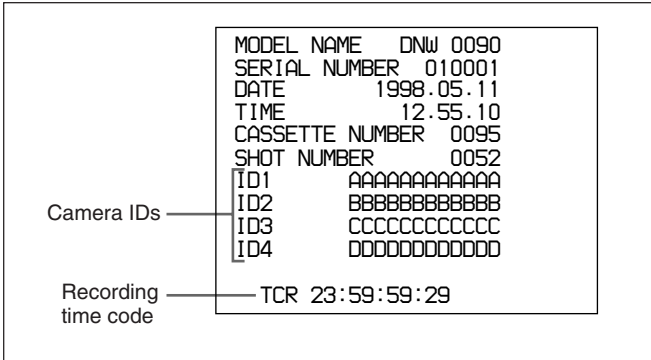 MODEL NAME DNW 0090
SERIAL NUMBER 010001
DATE 1998.05.11
TIME 12.55.10
CASSETTE NUMBER 0095
SHOT NUMBER 0052
ID1 AAAAAAAAAAAA
ID2 BBBBBBBBBBBB
ID3 CCCCCCCCCCCC
ID4 DDDDDDDDDDDD
Camera IDs
TCR 23:59:59:29
Recording
time code